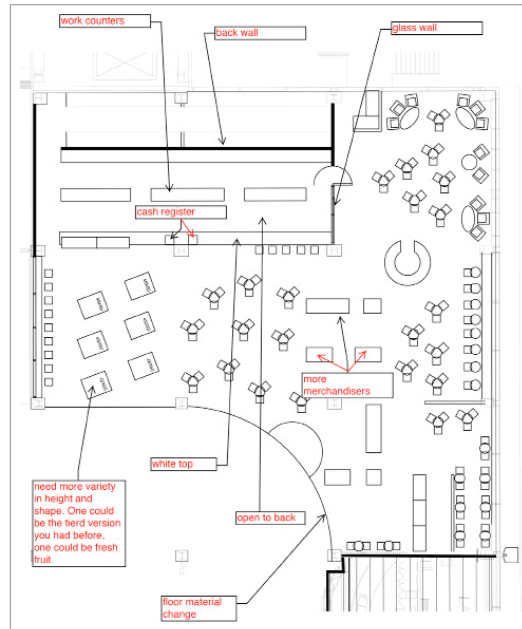 work counters
back wall
glass wall
cash register
more
merchandisers
white top
need more variety
in height and
shape. One could
be the tierd version
you had before,
one could be fresh
fruit.
open to back
floor material
change